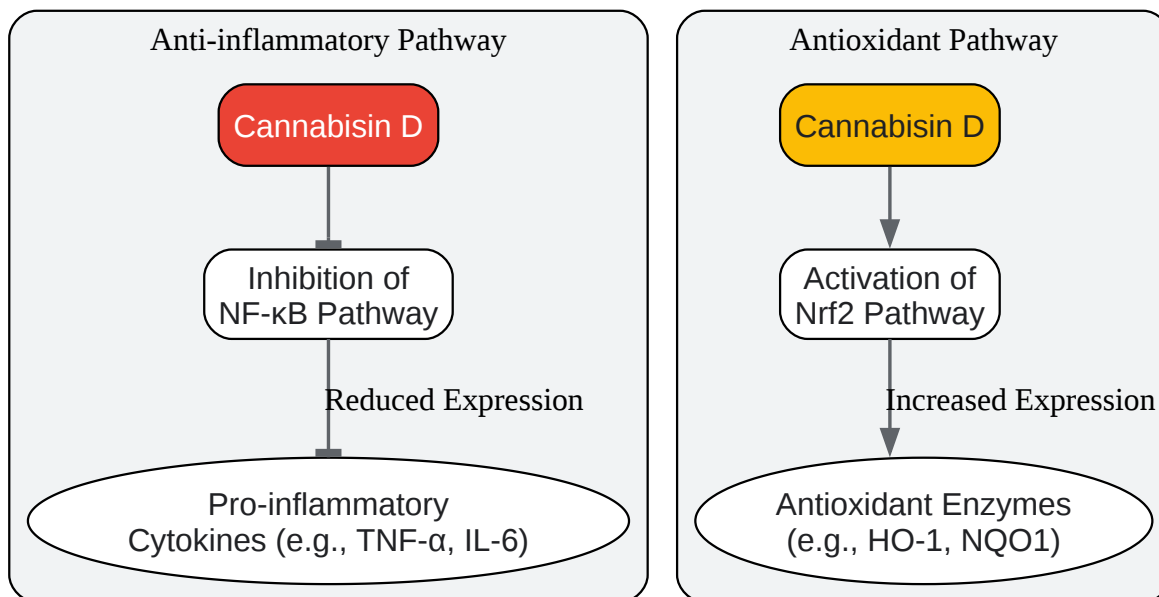 Anti-inflammatory Pathway
Cannabisin D
Inhibition of
NF-κB Pathway
Reduced Expression
Pro-inflammatory
Cytokines (e.g., TNF-α, IL-6)
Antioxidant Pathway
Cannabisin D
Activation of
Nrf2 Pathway
Increased Expression
Antioxidant Enzymes
(e.g., HO-1, NQO1)